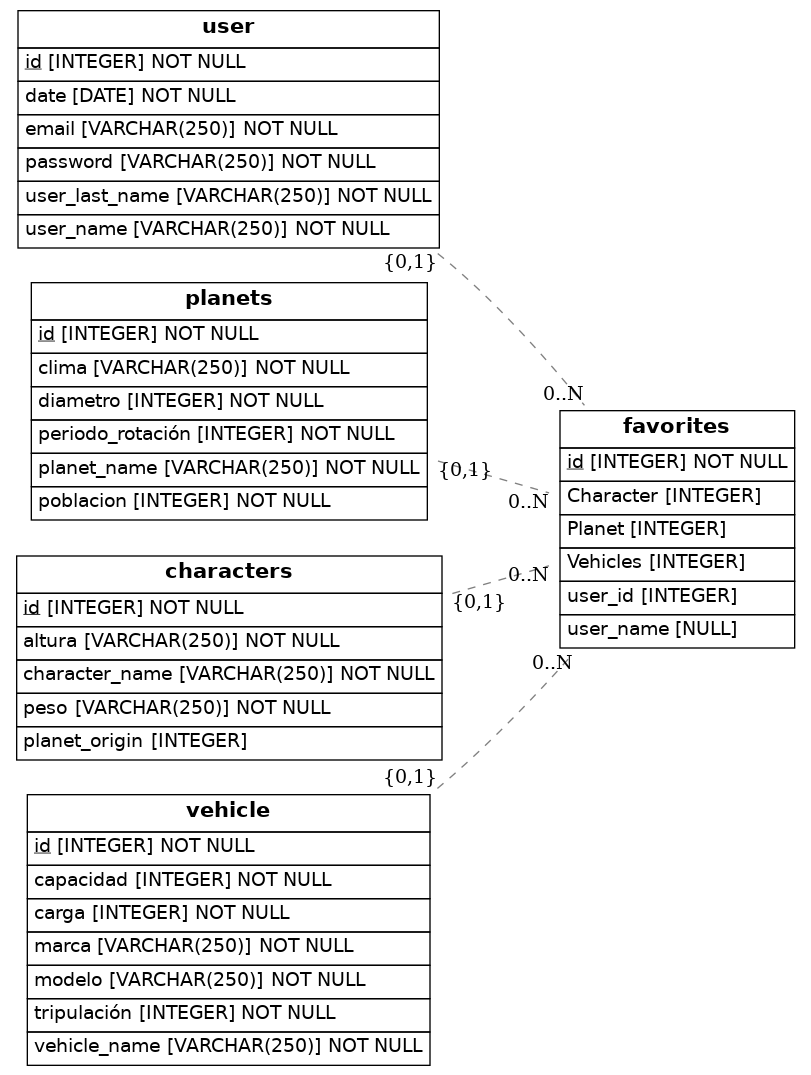 user
id [INTEGER] NOT NULL
date [DATE] NOT NULL
email [VARCHAR(250)] NOT NULL
password [VARCHAR(250)] NOT NULL
user_last_name [VARCHAR(250)] NOT NULL
user_name [VARCHAR(250)] NOT NULL
{0,1}
planets
id [INTEGER] NOT NULL
clima [VARCHAR(250)] NOT NULL
diametro [INTEGER] NOT NULL
periodo_rotación [INTEGER] NOT NULL
planet_name [VARCHAR(250)] NOT NULL
poblacion [INTEGER] NOT NULL
{0,1}
characters
id [INTEGER] NOT NULL
altura [VARCHAR(250)] NOT NULL
character_name [VARCHAR(250)] NOT NULL
peso [VARCHAR(250)] NOT NULL
planet_origin [INTEGER]
{0,1}
{0,1}
vehicle
id [INTEGER] NOT NULL
capacidad [INTEGER] NOT NULL
carga [INTEGER] NOT NULL
marca [VARCHAR(250)] NOT NULL
modelo [VARCHAR(250)] NOT NULL
tripulación [INTEGER] NOT NULL
vehicle_name [VARCHAR(250)] NOT NULL
0..N
favorites
id [INTEGER] NOT NULL
Character [INTEGER]
Planet [INTEGER]
Vehicles [INTEGER]
user_id [INTEGER]
user_name [NULL]
0..N
0..N
0..N